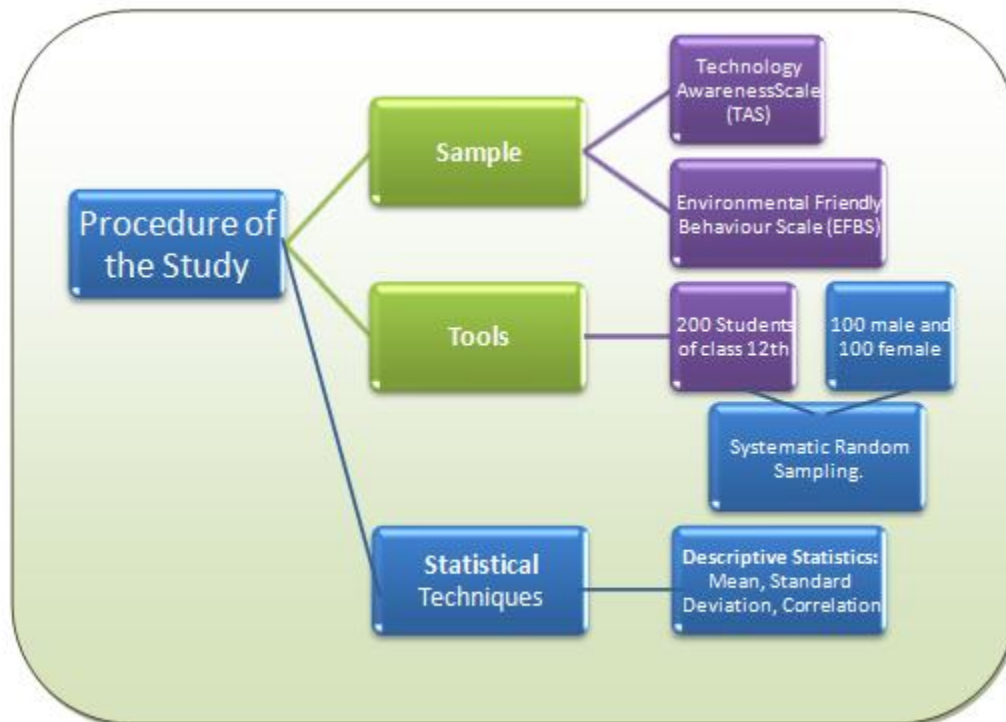 Procedure of
the Study
Sample
Technology
AwarenessScale
(TAS)
Environmental Friendly
Behaviour Scale (EFBS)
Tools
200 Students
of class 12th
100 male and
100 female
Systematic Random
Sampling.
Statistical
Techniques
Descriptive Statistics:
Mean, Standard
Deviation, Correlation